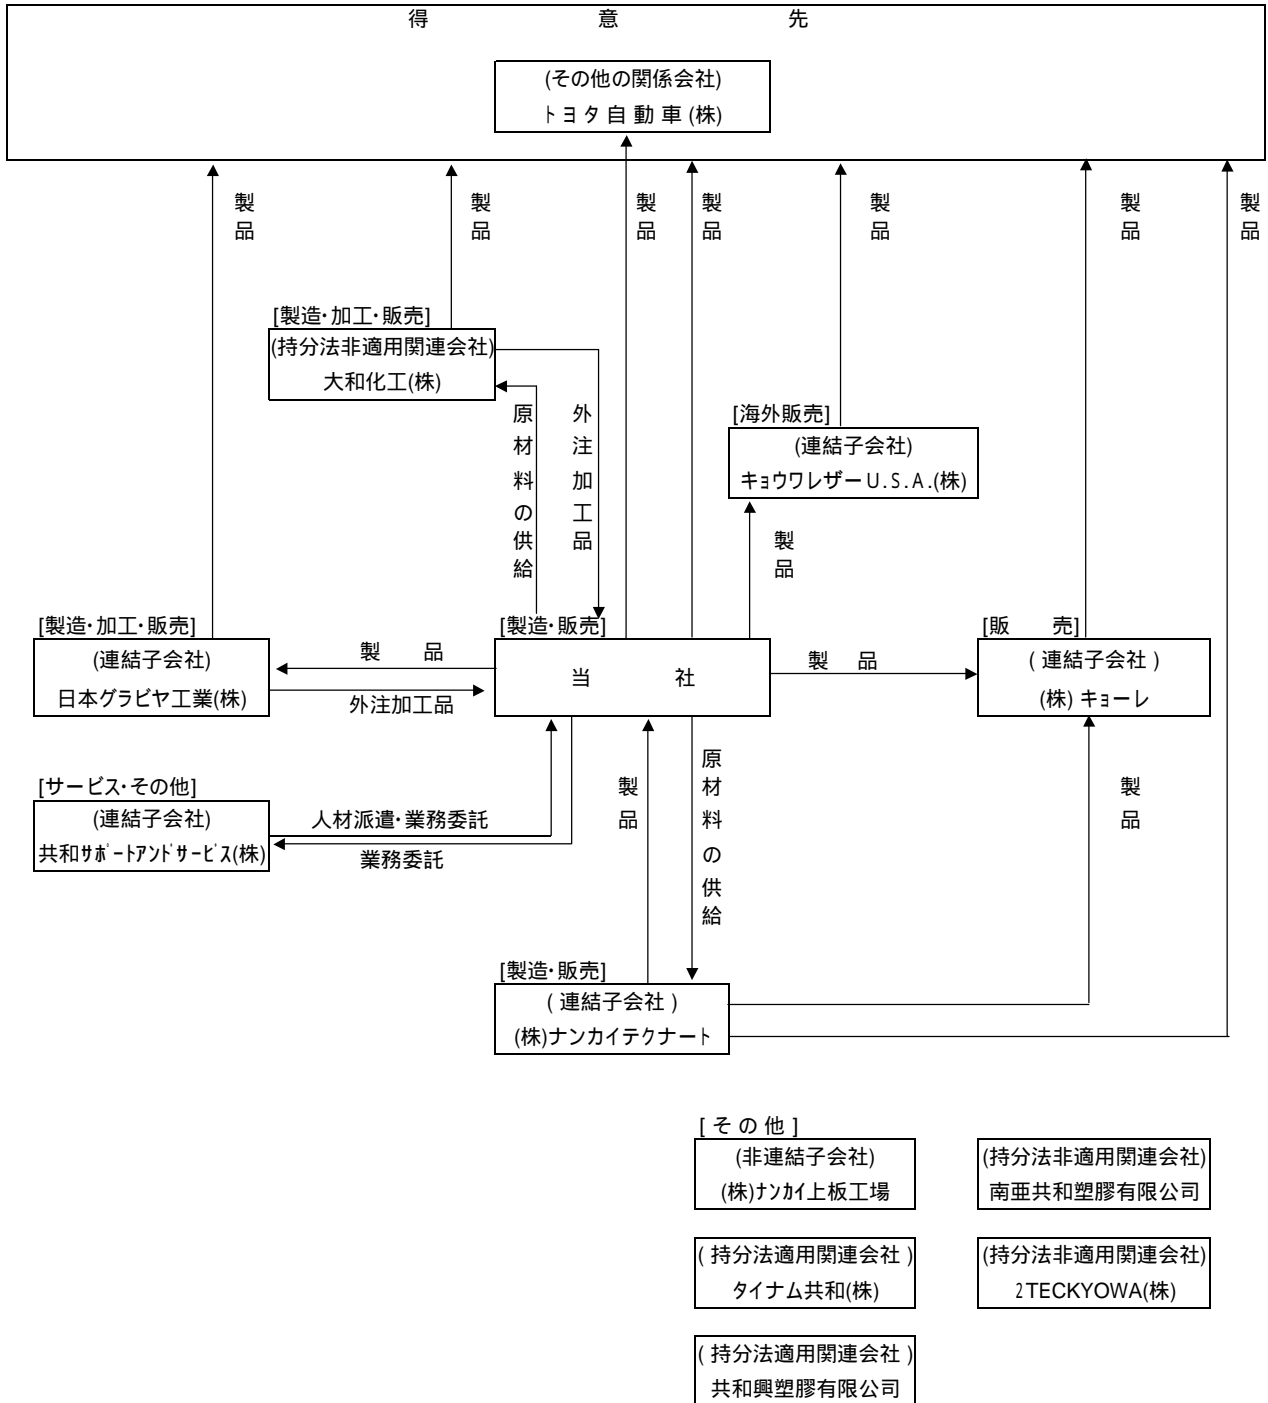 得意先
(その他の関係会社)
トヨタ自動車(株)
製品
製品
製品
製品
製品
製品
製品
[製造・加工・販売]
(持分法非適用関連会社)
大和化工(株)
原材料の供給
外注加工品
[海外販売]
(連結子会社)
キョウワレザーU.S.A.(株)
製品
[製造・加工・販売]
(連結子会社)
日本グラビヤ工業(株)
製品
外注加工品
[製造・販売]
当社
製品
[販売]
(連結子会社)
(株)キョーレ
[サービス・その他]
(連結子会社)
共和ｻﾎﾟｰﾄｱﾝﾄﾞｻｰﾋﾞｽ(株)
人材派遣・業務委託
業務委託
製品
原材料の供給
製品
[製造・販売]
(連結子会社)
(株)ナンカイテクナート
[その他]
(非連結子会社)
(株)ﾅﾝｶｲ上板工場
(持分法非適用関連会社)
南亜共和塑膠有限公司
(持分法適用関連会社)
タイナム共和(株)
(持分法非適用関連会社)
2TECKYOWA(株)
(持分法適用関連会社)
共和興塑膠有限公司